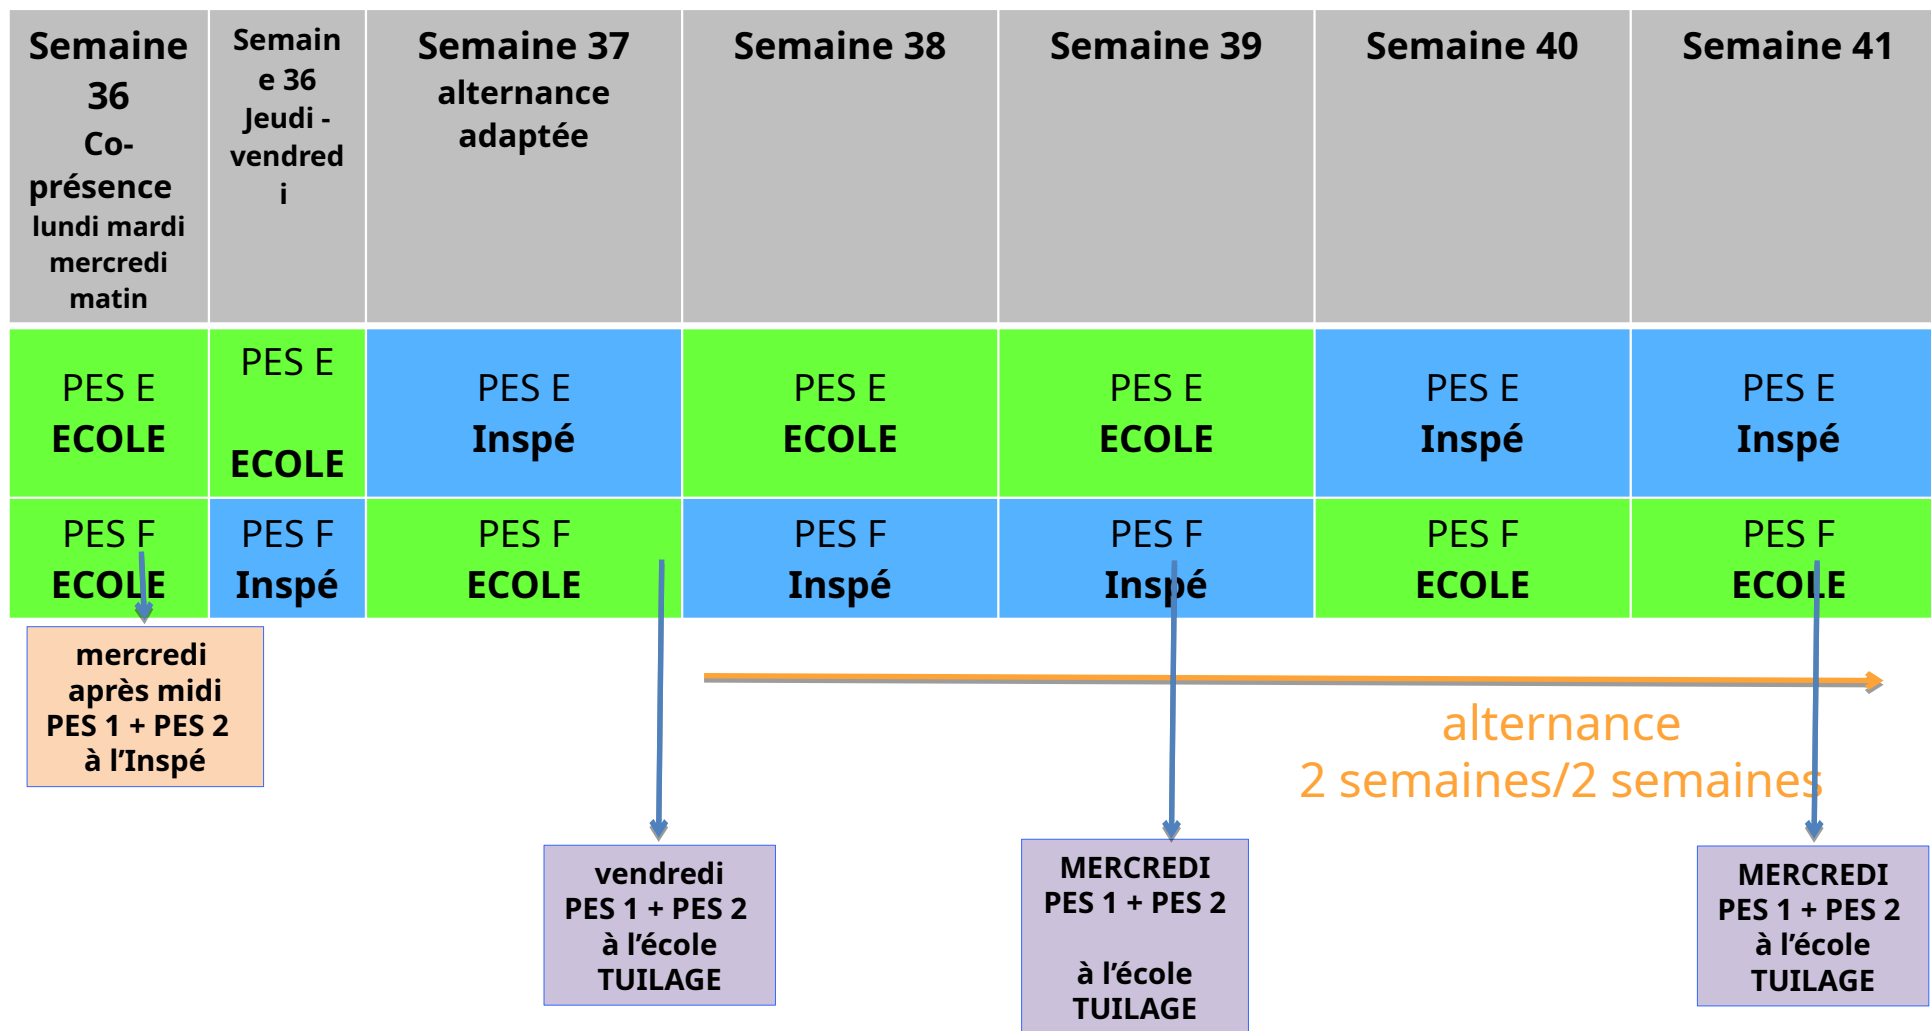 Semaine
36
Co-
présence
lundi mardi
mercredi
matin
Semain
e 36
Jeudi -
vendred
i
Semaine 37
alternance
adaptée
Semaine 38
Semaine 39
Semaine 40
Semaine 41
PES E
ECOLE
PES E
ECOLE
PES E
Inspé
PES E
ECOLE
PES E
ECOLE
PES E
Inspé
PES E
Inspé
PES F
ECOLE
PES F
Inspé
PES F
ECOLE
PES F
Inspé
PES F
Inspé
PES F
ECOLE
PES F
ECOLE
mercredi
après midi
PES 1 + PES 2
à l’Inspé
alternance
2 semaines/2 semaines
vendredi
PES 1 + PES 2
à l’école
TUILAGE
MERCREDI
PES 1 + PES 2
à l’école
TUILAGE
MERCREDI
PES 1 + PES 2
à l’école
TUILAGE